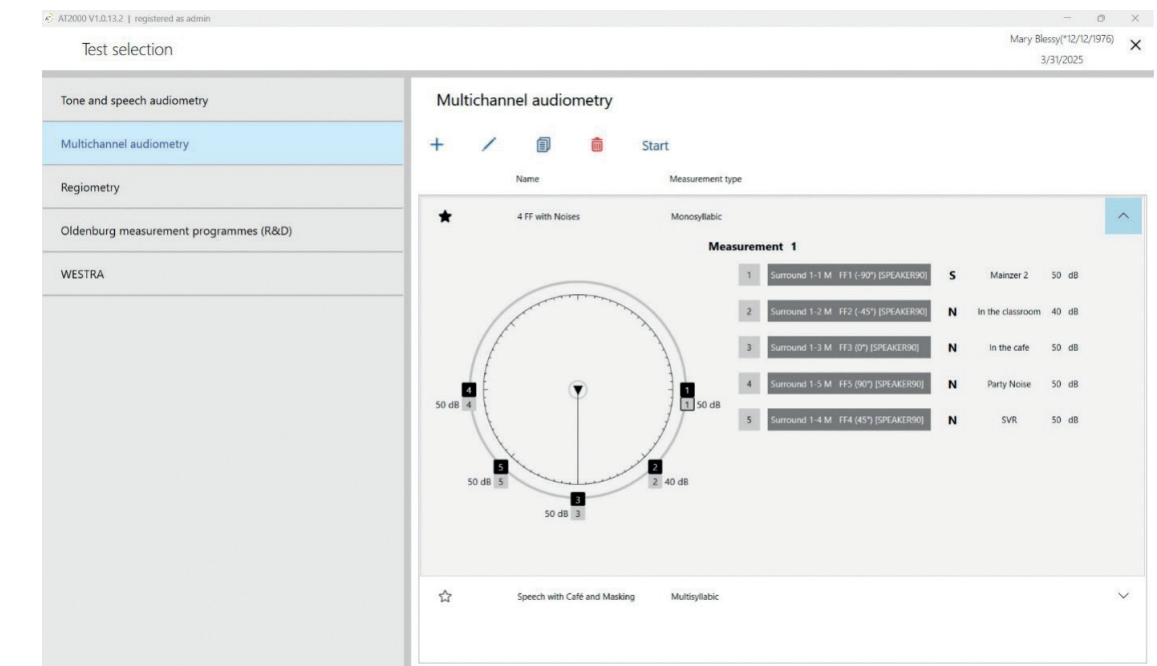 AT2000 V1.0.13.2 | registered as admin
Test selection
Mary Blessy(*12/12/1976)
3/31/2025
Tone and speech audiometry
Multichannel audiometry
Regiometry
Oldenburg measurement programmes (R&D)
WESTRA
Multichannel audiometry
Start
Name Measurement type
4 FF with Noises Monosyllabic
Measurement 1
1 Surround 1-1 M FF1 (-90°) [SPEAKER90] S Mainzer 2 50 dB
2 Surround 1-2 M FF2 (-45°) [SPEAKER90] N In the classroom 40 dB
3 Surround 1-3 M FF3 (0°) [SPEAKER90] N In the cafe 50 dB
4 Surround 1-5 M FF5 (90°) [SPEAKER90] N Party Noise 50 dB
5 Surround 1-4 M FF4 (45°) [SPEAKER90] N SVR 50 dB
4
50 dB 4
1
1 50 dB
5
50 dB 5
2
2 40 dB
3
50 dB 3
Speech with Café and Masking Multisyllabic